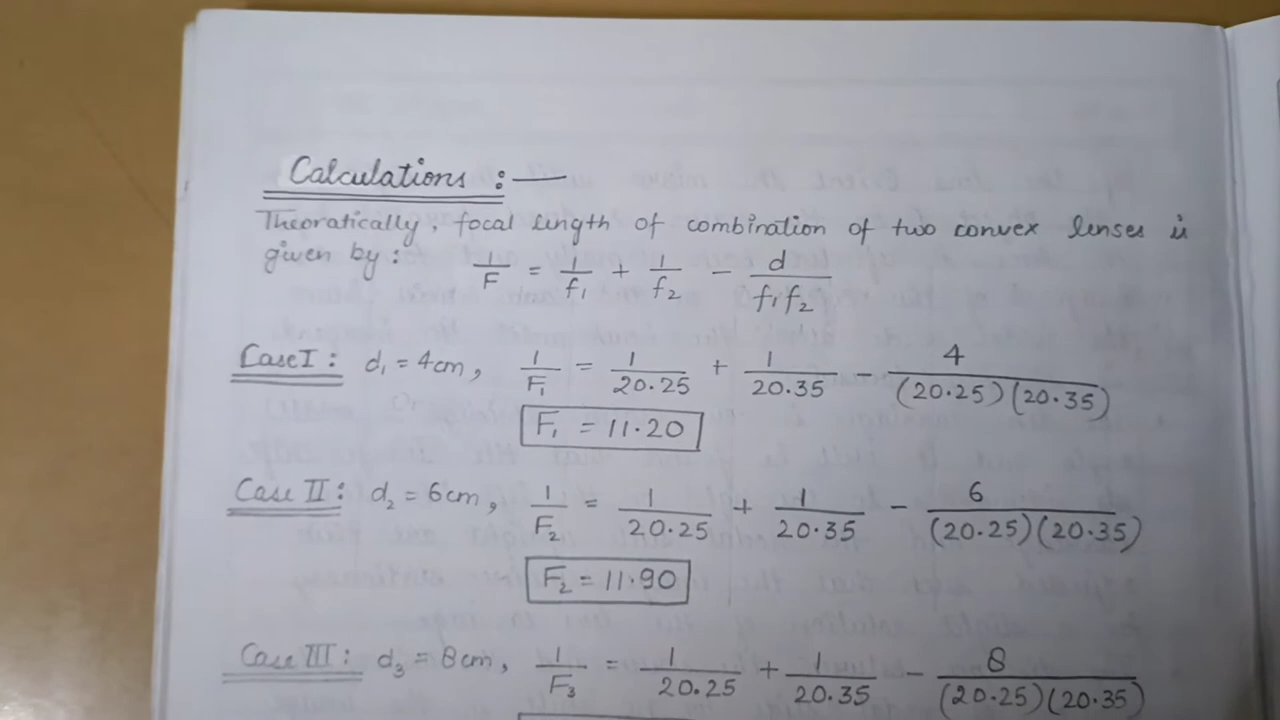 Calculations :—
Theoratically, focal length of combination of two convex lenses is
given by : 1/F = 1/f₁ + 1/f₂ - d/f₁f₂
Case I : d₁ = 4cm, 1/F₁ = 1/20.25 + 1/20.35 - 4/(20.25)(20.35)
F₁ = 11.20
Case II : d₂ = 6cm, 1/F₂ = 1/20.25 + 1/20.35 - 6/(20.25)(20.35)
F₂ = 11.90
Case III : d₃ = 8cm, 1/F₃ = 1/20.25 + 1/20.35 - 8/(20.25)(20.35)